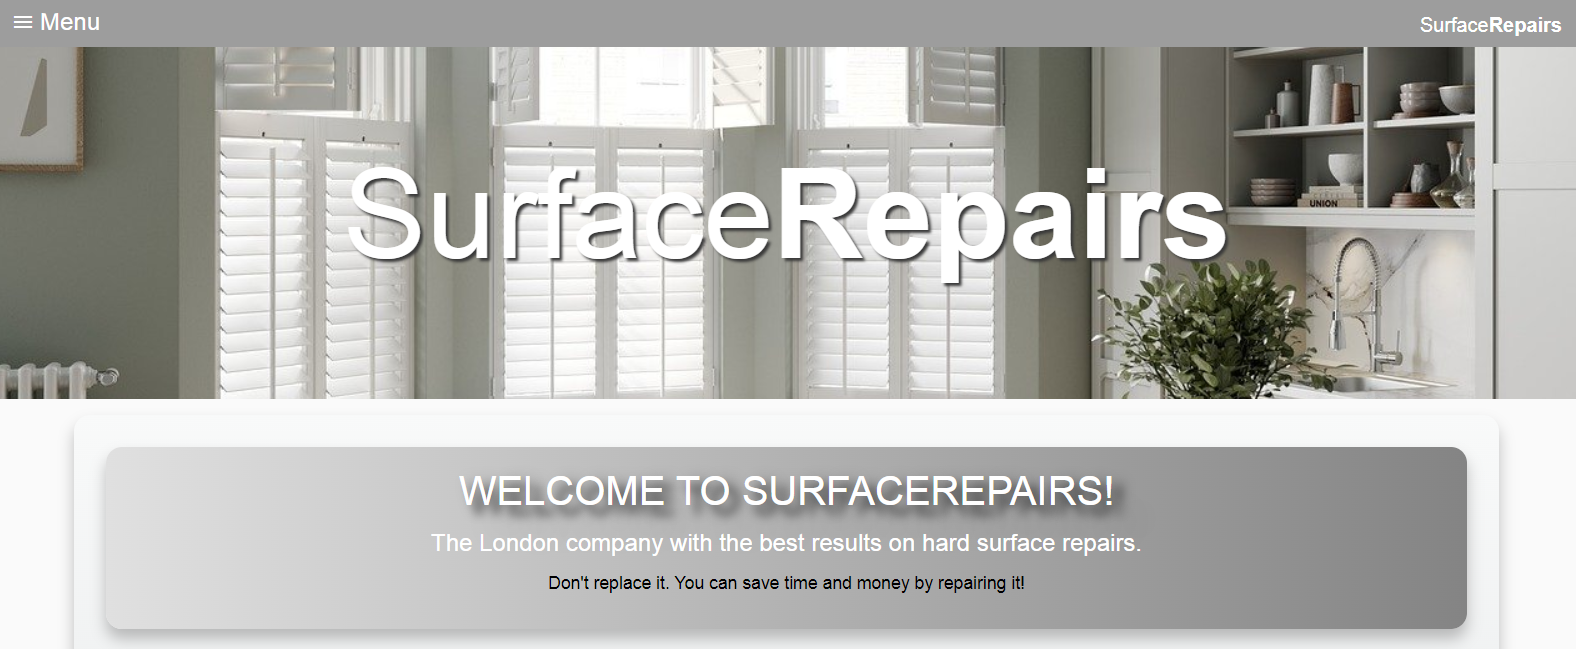 Menu
SurfaceRepairs
SurfaceRepairs
UNION
WELCOME TO SURFACEREPAIRS!
The London company with the best results on hard surface repairs.
Don't replace it. You can save time and money by repairing it!